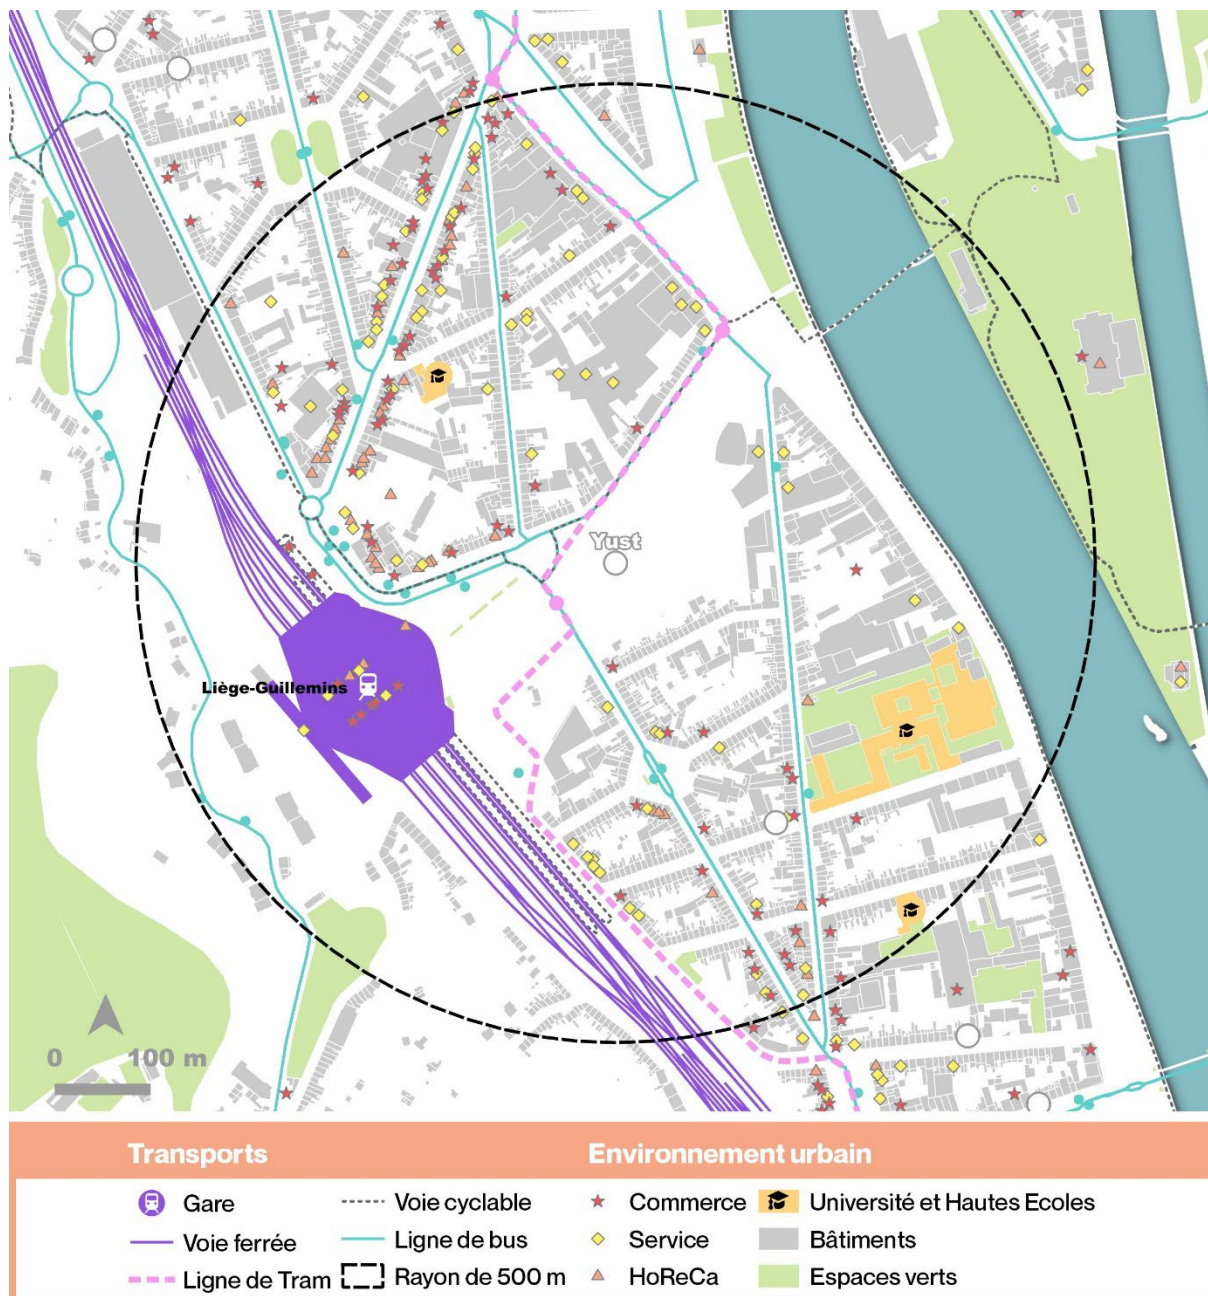 Yust
Liège-Guillemins
0 100 m
Transports
Environnement urbain
Gare
Voie cyclable
Commerce
Université et Hautes Ecoles
Voie ferrée
Ligne de bus
Service
Bâtiments
Ligne de Tram
Rayon de 500 m
HoReCa
Espaces verts